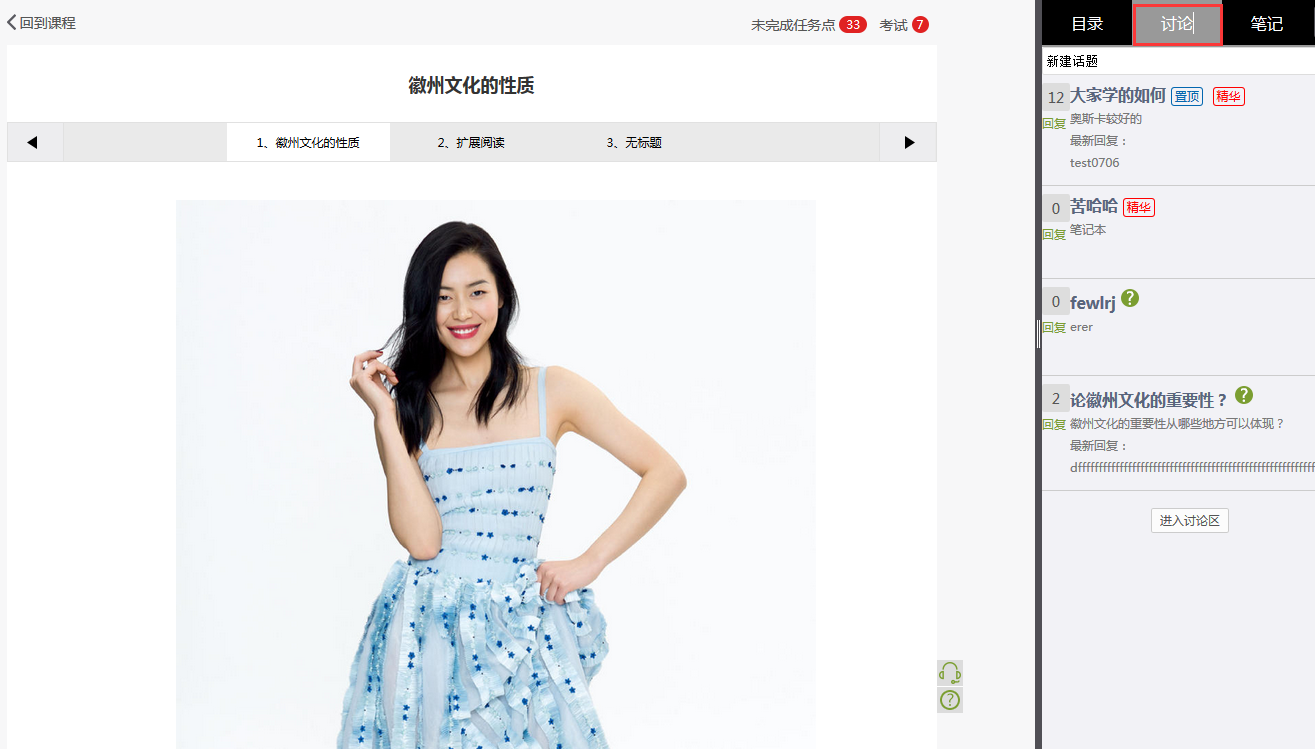 回到课程
未完成任务点 33 考试 7
徽州文化的性质
1、徽州文化的性质 2、扩展阅读 3、无标题
目录 讨论 笔记
新建话题
12 大家学的如何 置顶 精华
回复 奥斯卡较好的
最新回复：
test0706
0 苦哈哈 精华
回复 笔记本
0 fewlrj ?
回复 erer
2 论徽州文化的重要性？ ?
回复 徽州文化的重要性从哪些地方可以体现？
最新回复：
dffffffffffffffffffffffffffffffffffffffffffffffffffffffffffff
进入讨论区
?